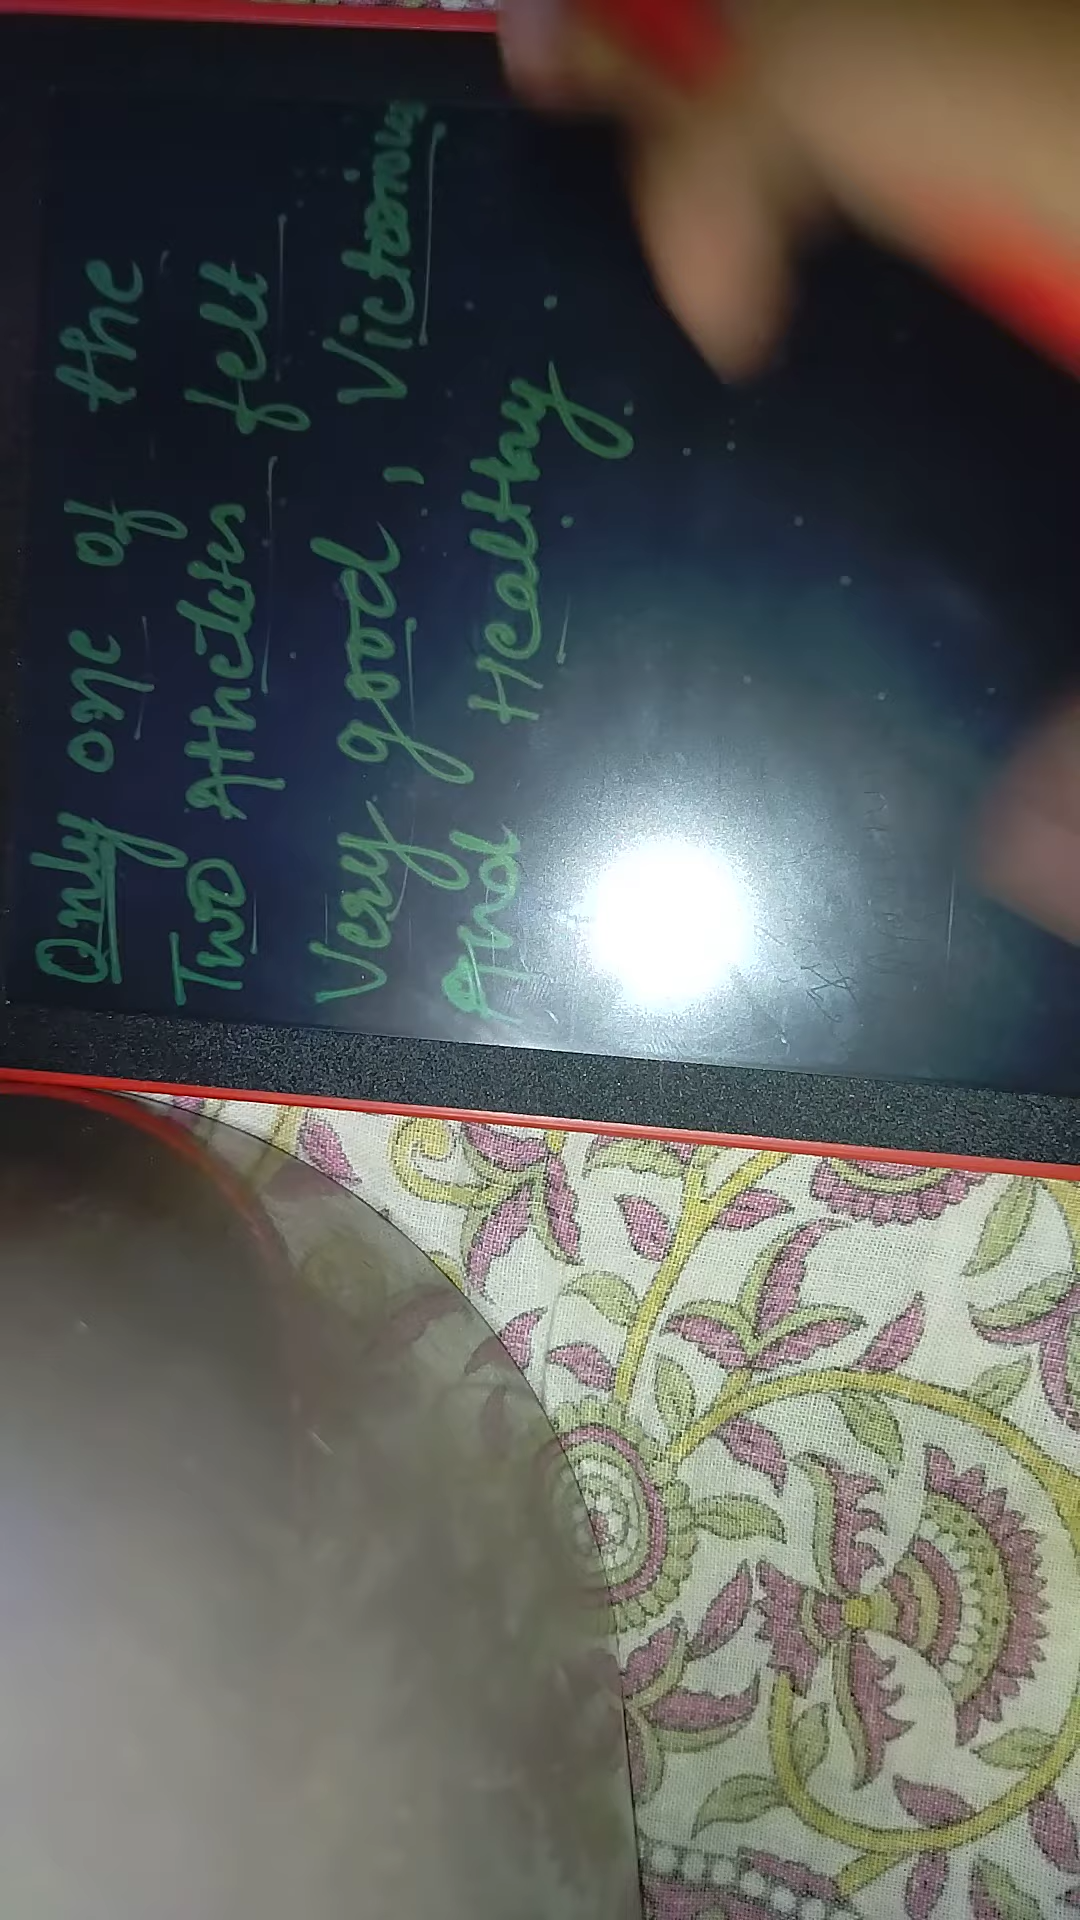 Only one of the
Two Athletes felt
Very good, Victorious
And Healthy.